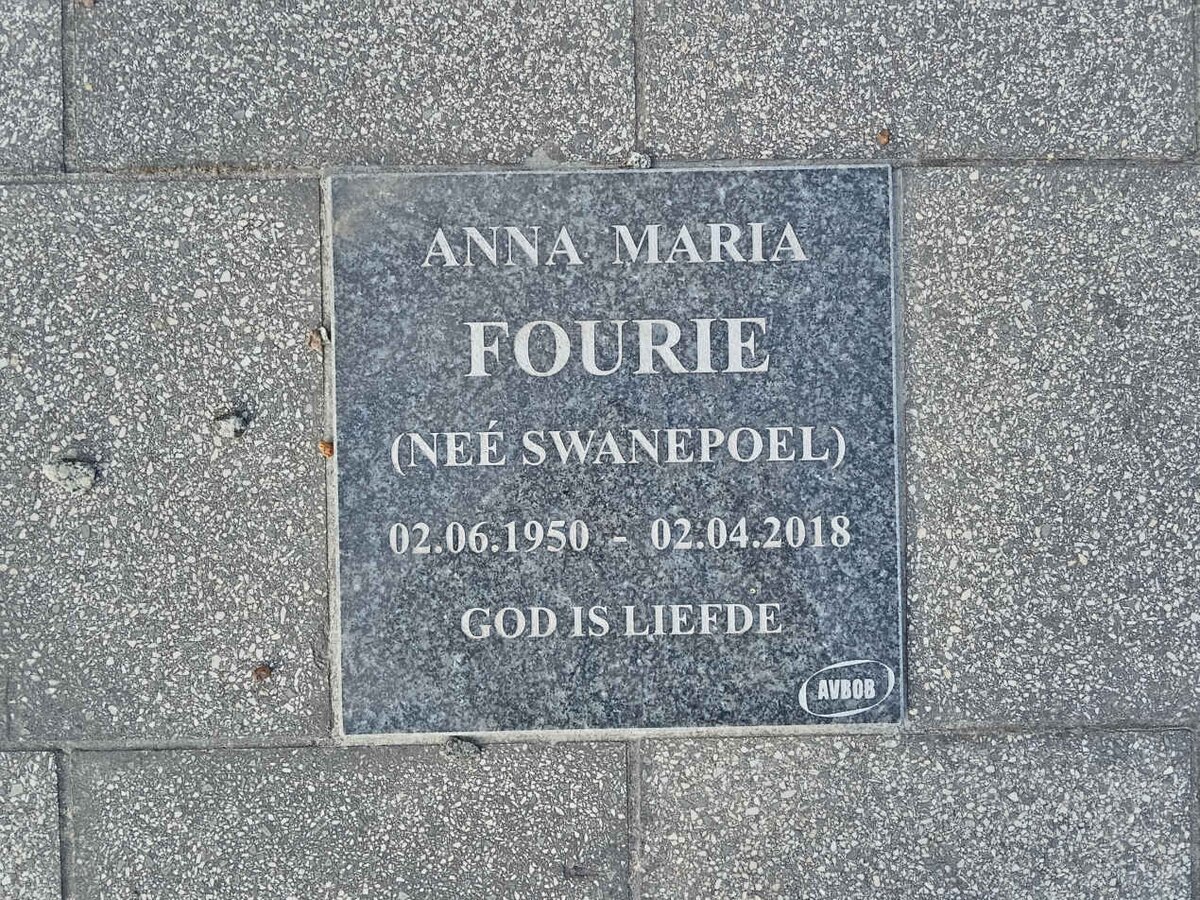 ANNA MARIA
FOURIE
(NEÉ SWANEPOEL)
02.06.1950 - 02.04.2018
GOD IS LIEFDE
AVBOB